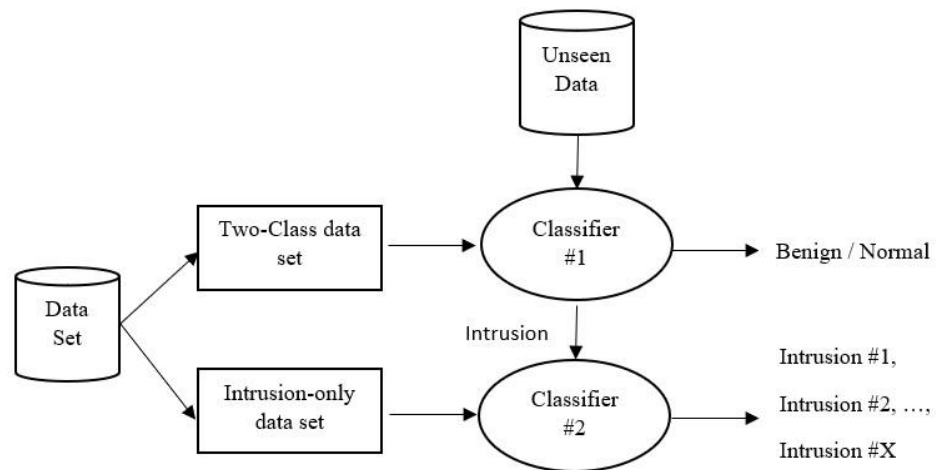 Unseen
Data
Two-Class data
set
Classifier
#1
Benign / Normal
Data
Set
Intrusion
Intrusion-only
data set
Classifier
#2
Intrusion #1,
Intrusion #2, …,
Intrusion #X